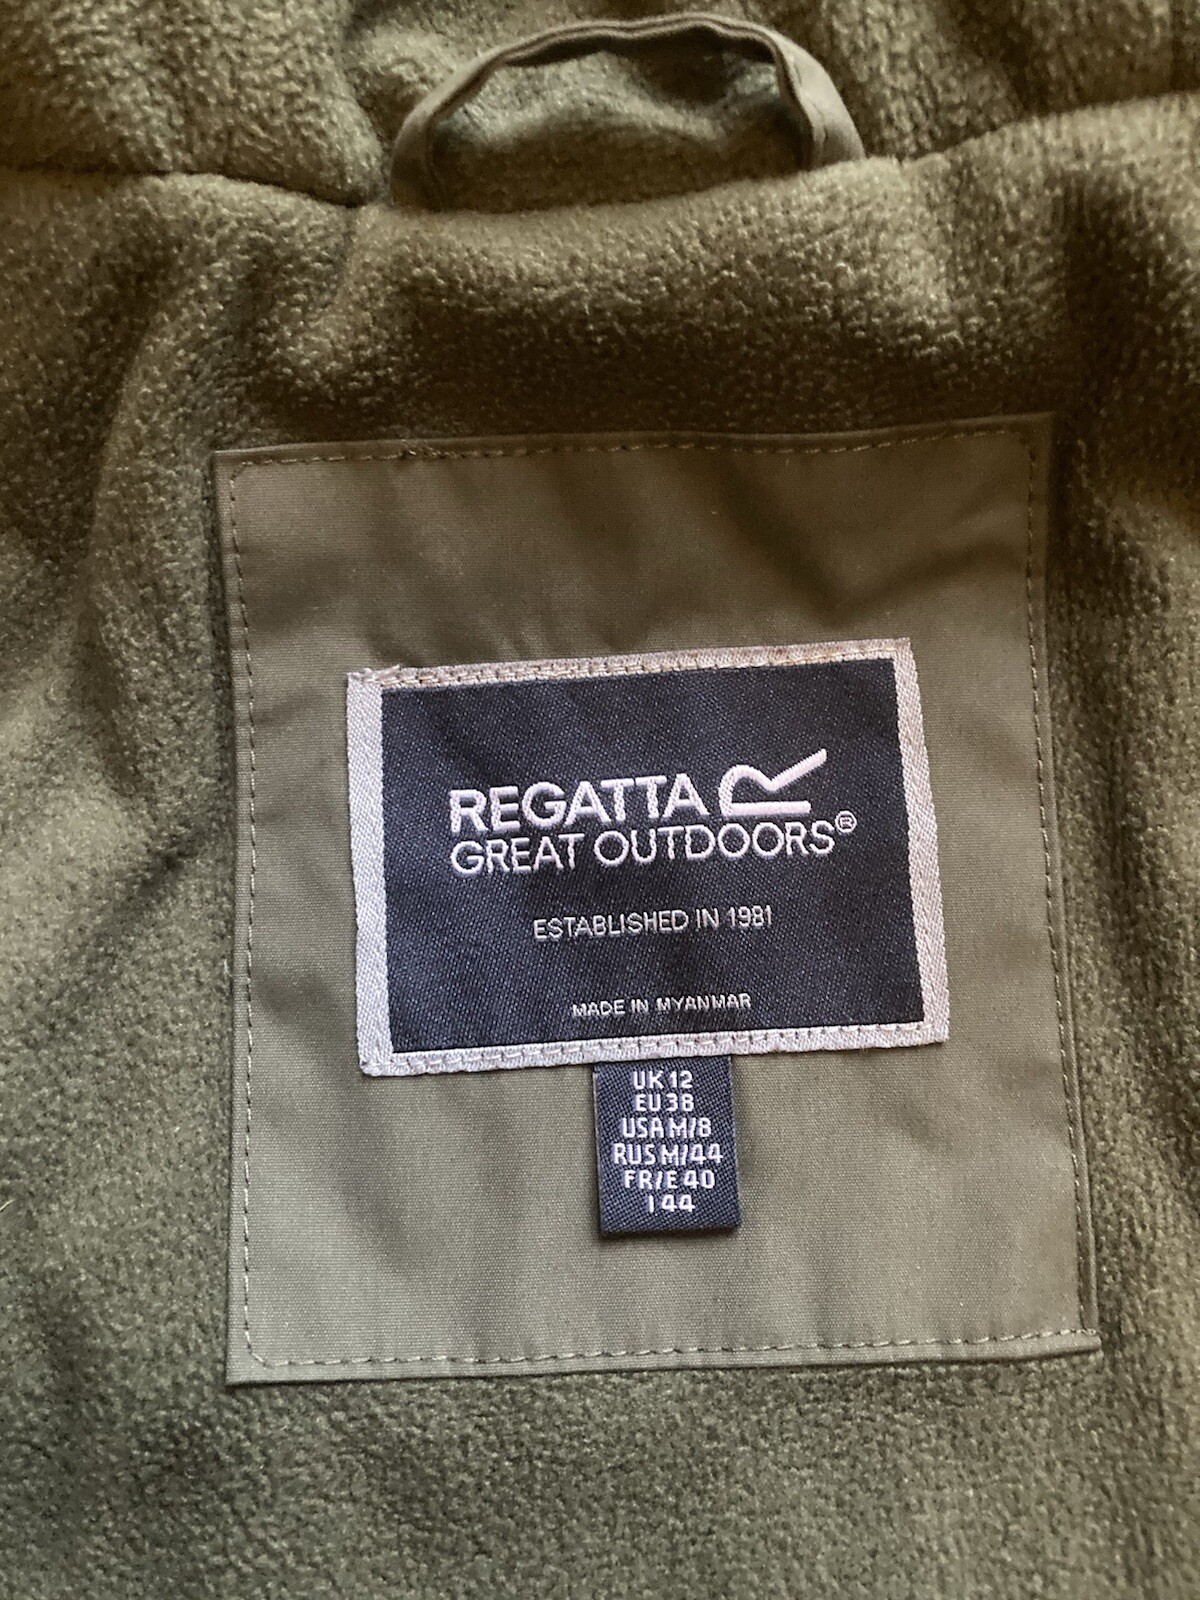 REGATTA R
GREAT OUTDOORS®
ESTABLISHED IN 1981
MADE IN MYANMAR
UK 12
EU 38
USA M/8
RUS M/44
FR/E 40
I 44